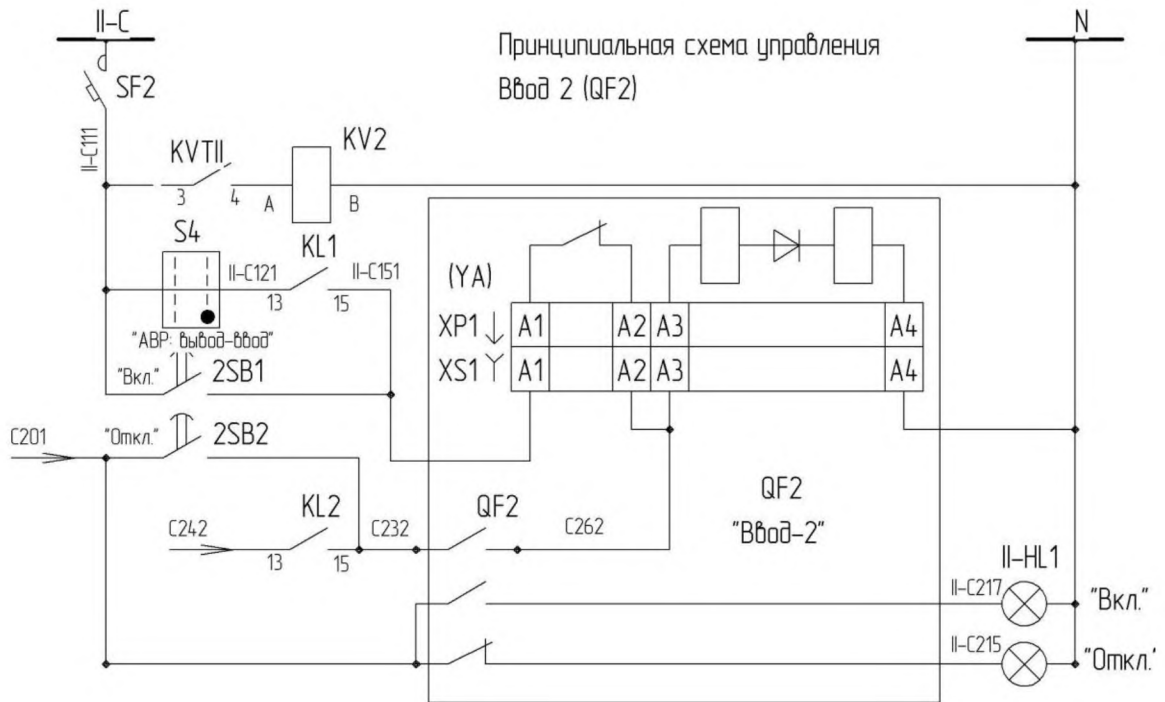 II-C
N
Принципиальная схема управления
Ввод 2 (QF2)
SF2
II-C111
KVTII
KV2
3
4
A
B
S4
KL1
II-C121
II-C151
13
15
"АВР: вывод-ввод"
(YA)
XP1
A1
A2
A3
A4
XS1
A1
A2
A3
A4
"Вкл."
2SB1
C201
"Откл."
2SB2
KL2
QF2
C242
C232
C262
13
15
QF2
"Ввод-2"
II-HL1
II-C217
"Вкл."
II-C215
"Откл."